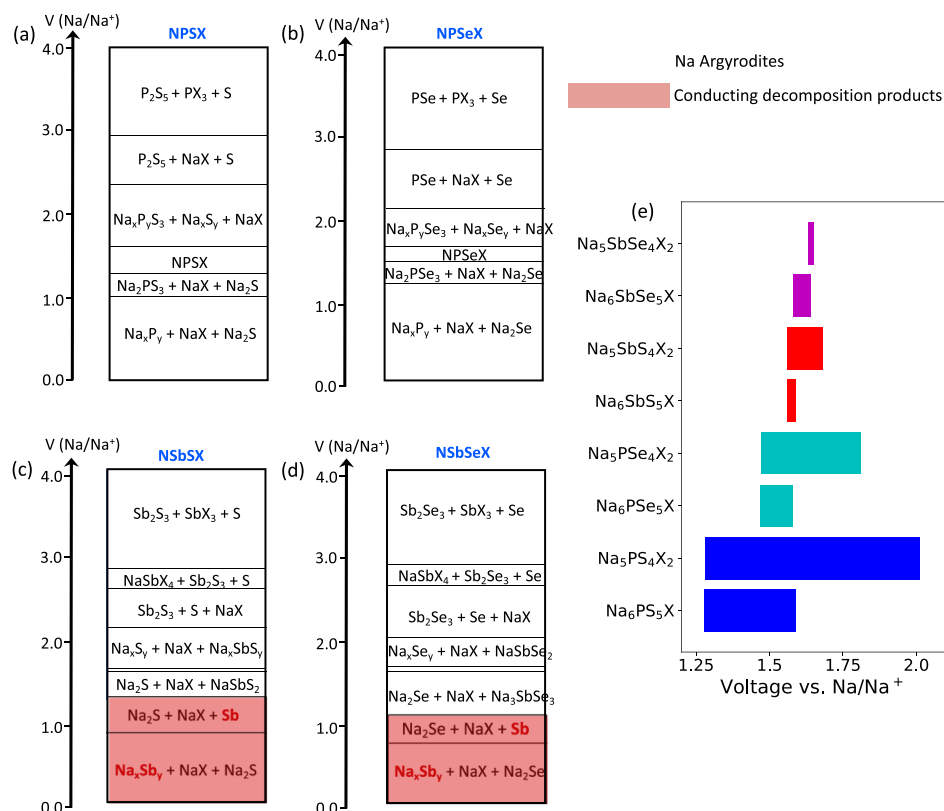 (a)
V (Na/Na⁺)
NPSX
4.0
3.0
2.0
1.0
0.0
P₂S₅ + PX₃ + S
P₂S₅ + NaX + S
NaₓPᵧS₃ + NaₓSᵧ + NaX
NPSX
Na₂PS₃ + NaX + Na₂S
NaₓPᵧ + NaX + Na₂S
(b)
V (Na/Na⁺)
NPSeX
4.0
3.0
2.0
1.0
0.0
PSe + PX₃ + Se
PSe + NaX + Se
NaₓPᵧSe₃ + NaₓSeᵧ + NaX
NPSeX
Na₂PSe₃ + NaX + Na₂Se
NaₓPᵧ + NaX + Na₂Se
Na Argyrodites
Conducting decomposition products
(c)
V (Na/Na⁺)
NSbSX
4.0
3.0
2.0
1.0
0.0
Sb₂S₃ + SbX₃ + S
NaSbX₄ + Sb₂S₃ + S
Sb₂S₃ + S + NaX
NaₓSᵧ + NaX + NaₓSbSᵧ
Na₂S + NaX + NaSbS₂
Na₂S + NaX + Sb
NaₓSbᵧ + NaX + Na₂S
(d)
V (Na/Na⁺)
NSbSeX
4.0
3.0
2.0
1.0
0.0
Sb₂Se₃ + SbX₃ + Se
NaSbX₄ + Sb₂Se₃ + Se
Sb₂Se₃ + Se + NaX
NaₓSeᵧ + NaX + NaSbSe₂
Na₂Se + NaX + Na₃SbSe₃
Na₂Se + NaX + Sb
NaₓSbᵧ + NaX + Na₂Se
(e)
Na₅SbSe₄X₂
Na₆SbSe₅X
Na₅SbS₄X₂
Na₆SbS₅X
Na₅PSe₄X₂
Na₆PSe₅X
Na₅PS₄X₂
Na₆PS₅X
1.25 1.5 1.75 2.0
Voltage vs. Na/Na⁺